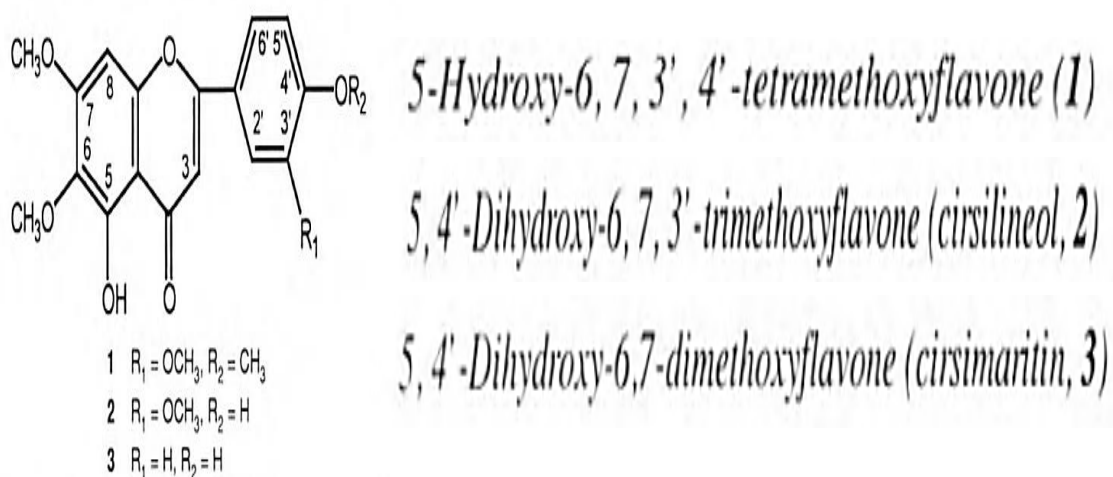 CH₃O
CH₃O
OH
O
O
OR₂
R₁
3
5
6
7
8
2'
3'
4'
5'
6'
1 R₁ = OCH₃, R₂ = CH₃
2 R₁ = OCH₃, R₂ = H
3 R₁ = H, R₂ = H
5-Hydroxy-6, 7, 3', 4'-tetramethoxyflavone (1)
5, 4'-Dihydroxy-6, 7, 3'-trimethoxyflavone (cirsilineol, 2)
5, 4'-Dihydroxy-6,7-dimethoxyflavone (cirsimaritin, 3)